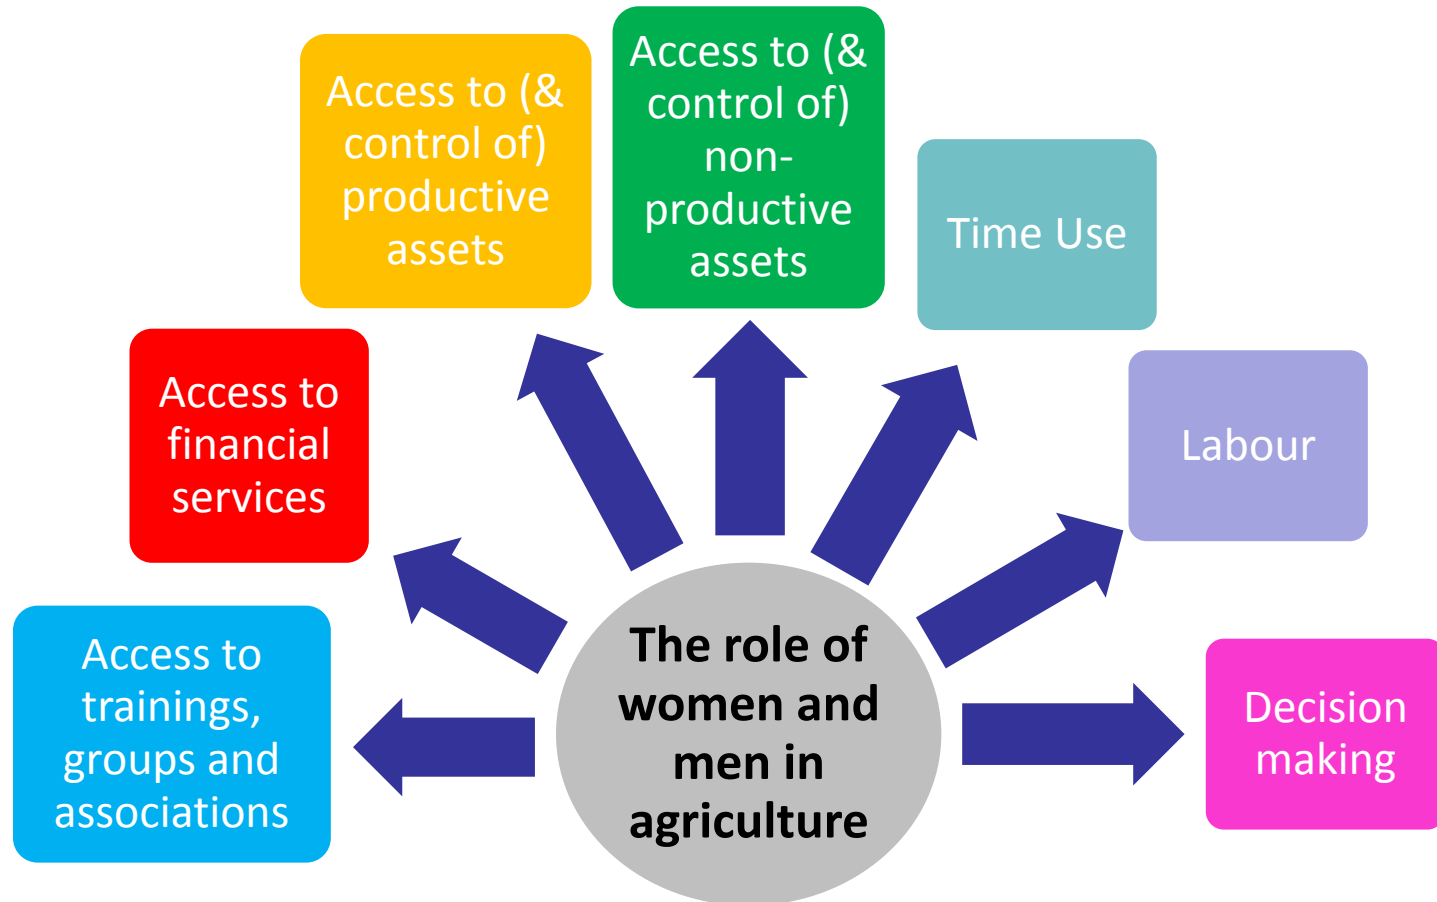 Access to (&
control of)
productive
assets
Access to (&
control of)
non-
productive
assets
Time Use
Access to
financial
services
Labour
Access to
trainings,
groups and
associations
The role of
women and
men in
agriculture
Decision
making